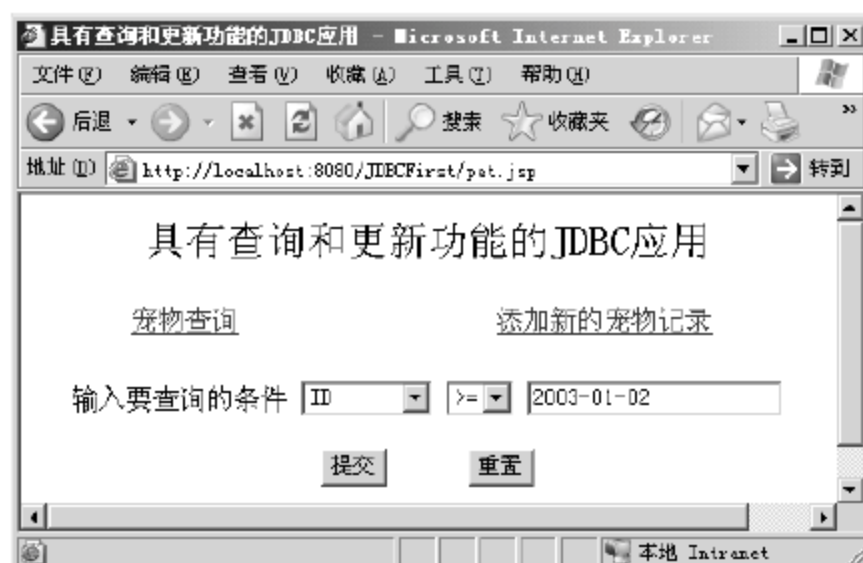 具有查询和更新功能的JDBC应用 - Microsoft Internet Explorer
文件(F) 编辑(E) 查看(V) 收藏(A) 工具(T) 帮助(H)
后退 搜索 收藏夹 »
地址(D) http://localhost:8080/JDBCFirst/pet.jsp 转到
具有查询和更新功能的JDBC应用
宠物查询 添加新的宠物记录
输入要查询的条件 ID >= 2003-01-02
提交 重置
本地 Intranet